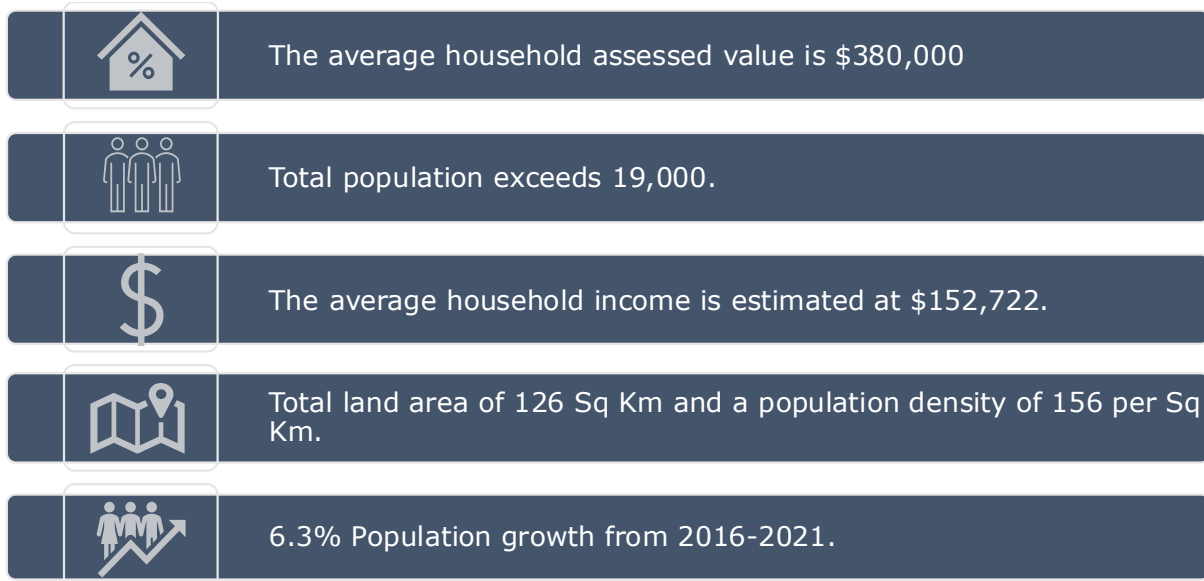 The average household assessed value is $380,000
Total population exceeds 19,000.
The average household income is estimated at $152,722.
Total land area of 126 Sq Km and a population density of 156 per Sq
Km.
6.3% Population growth from 2016-2021.